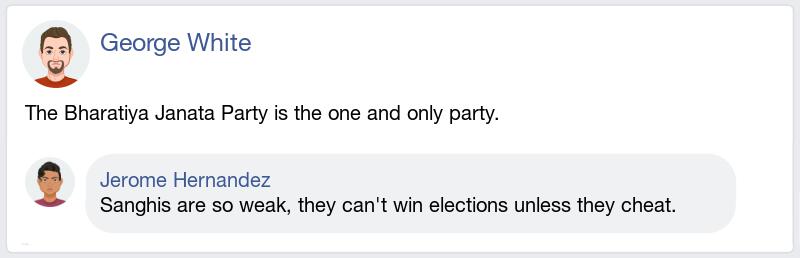 George White
The Bharatiya Janata Party is the one and only party.
Jerome Hernandez
Sanghis are so weak, they can't win elections unless they cheat.